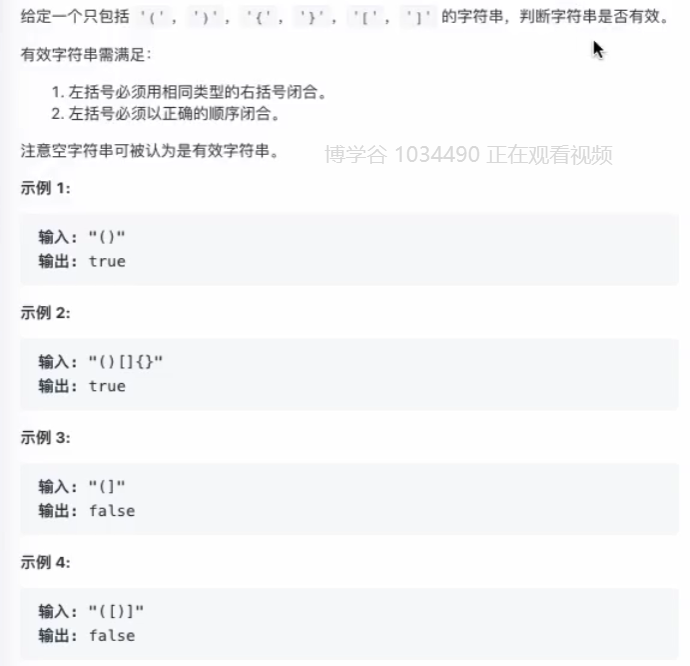 给定一个只包括 '(', ')', '{', '}', '[', ']' 的字符串，判断字符串是否有效。
有效字符串需满足：
1. 左括号必须用相同类型的右括号闭合。
2. 左括号必须以正确的顺序闭合。
注意空字符串可被认为是有效字符串。
博学谷 1034490 正在观看视频
示例 1:
输入: "()"
输出: true
示例 2:
输入: "()[]{}"
输出: true
示例 3:
输入: "(]"
输出: false
示例 4:
输入: "([)]"
输出: false